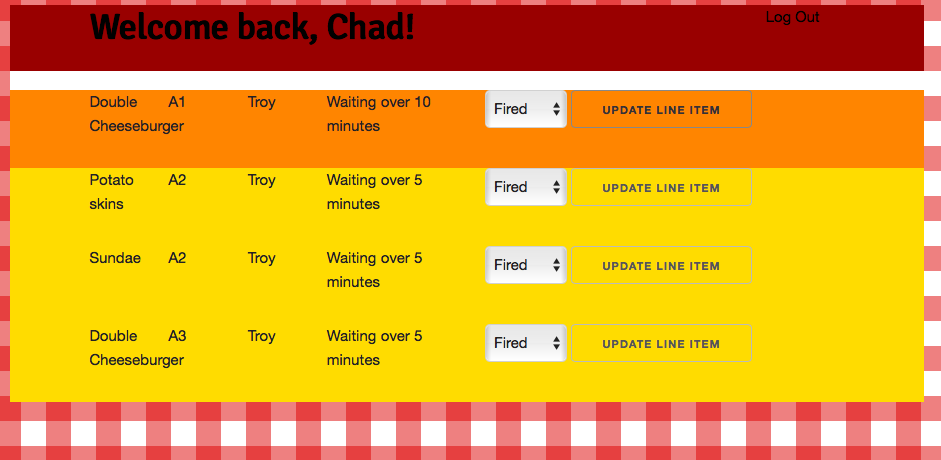 Welcome back, Chad!
Log Out
Double A1 Troy Waiting over 10 Fired UPDATE LINE ITEM
Cheeseburger minutes
Potato A2 Troy Waiting over 5 Fired UPDATE LINE ITEM
skins minutes
Sundae A2 Troy Waiting over 5 Fired UPDATE LINE ITEM
minutes
Double A3 Troy Waiting over 5 Fired UPDATE LINE ITEM
Cheeseburger minutes